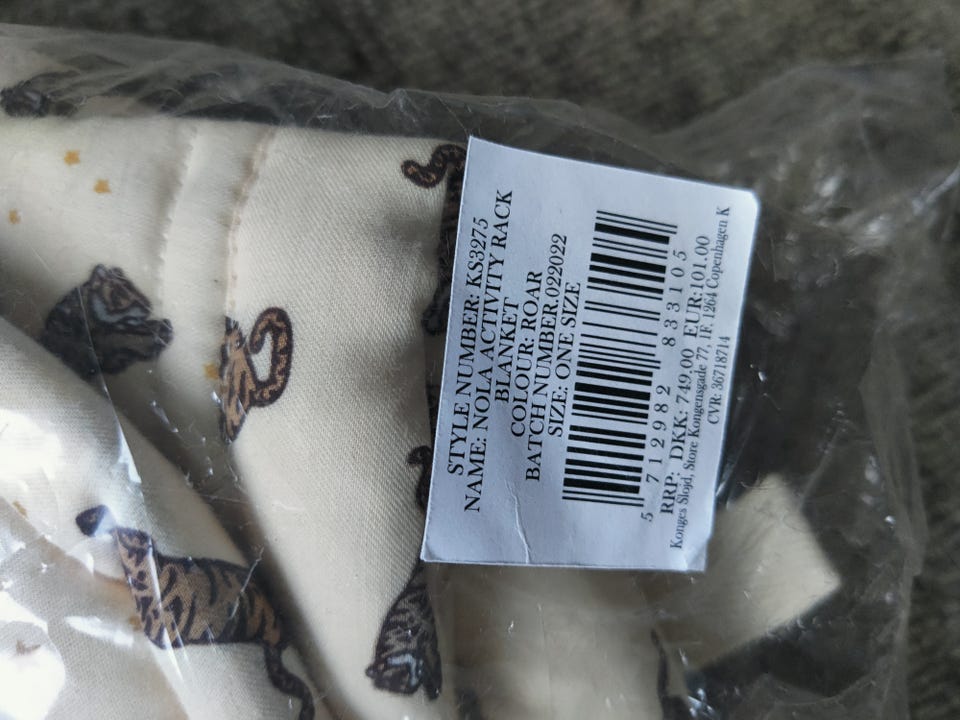 STYLE NUMBER: KS3275
NAME: NOLA ACTIVITY RACK
BLANKET
COLOUR: ROAR
BATCH NUMBER.022022
SIZE: ONE SIZE
5 712982 833105
RRP: DKK: 749,00 EUR:101.00
Konges Sløjd, Store Kongensgade 77, 1F, 1264 Copenhagen K
CVR: 36718714